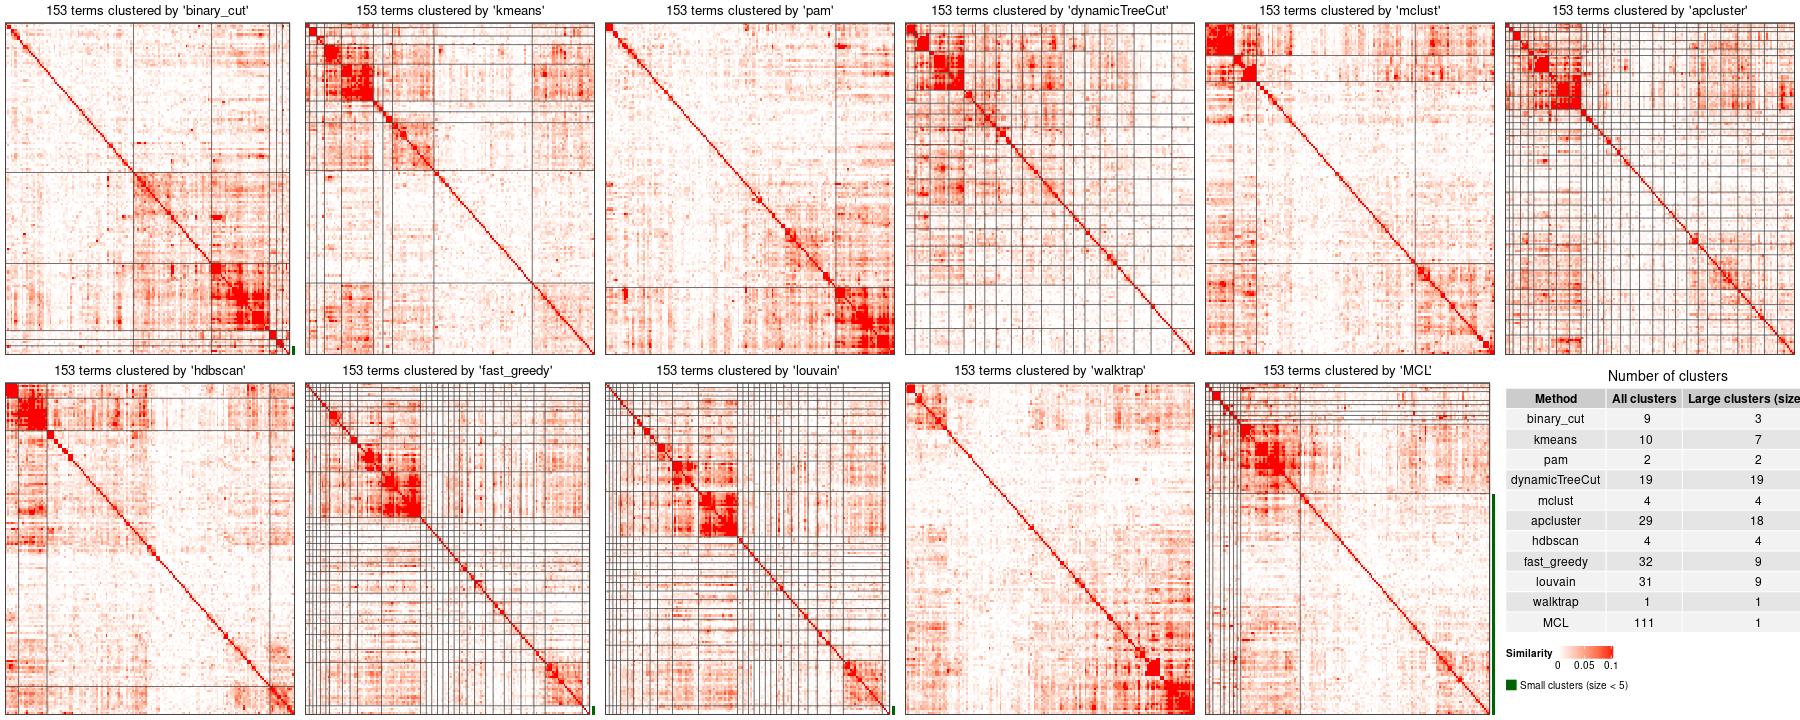 153 terms clustered by 'binary_cut'
153 terms clustered by 'kmeans'
153 terms clustered by 'pam'
153 terms clustered by 'dynamicTreeCut'
153 terms clustered by 'mclust'
153 terms clustered by 'apcluster'
153 terms clustered by 'hdbscan'
153 terms clustered by 'fast_greedy'
153 terms clustered by 'louvain'
153 terms clustered by 'walktrap'
153 terms clustered by 'MCL'
Number of clusters
Method All clusters Large clusters (size
binary_cut 9 3
kmeans 10 7
pam 2 2
dynamicTreeCut 19 19
mclust 4 4
apcluster 29 18
hdbscan 4 4
fast_greedy 32 9
louvain 31 9
walktrap 1 1
MCL 111 1
Similarity
0 0.05 0.1
Small clusters (size < 5)